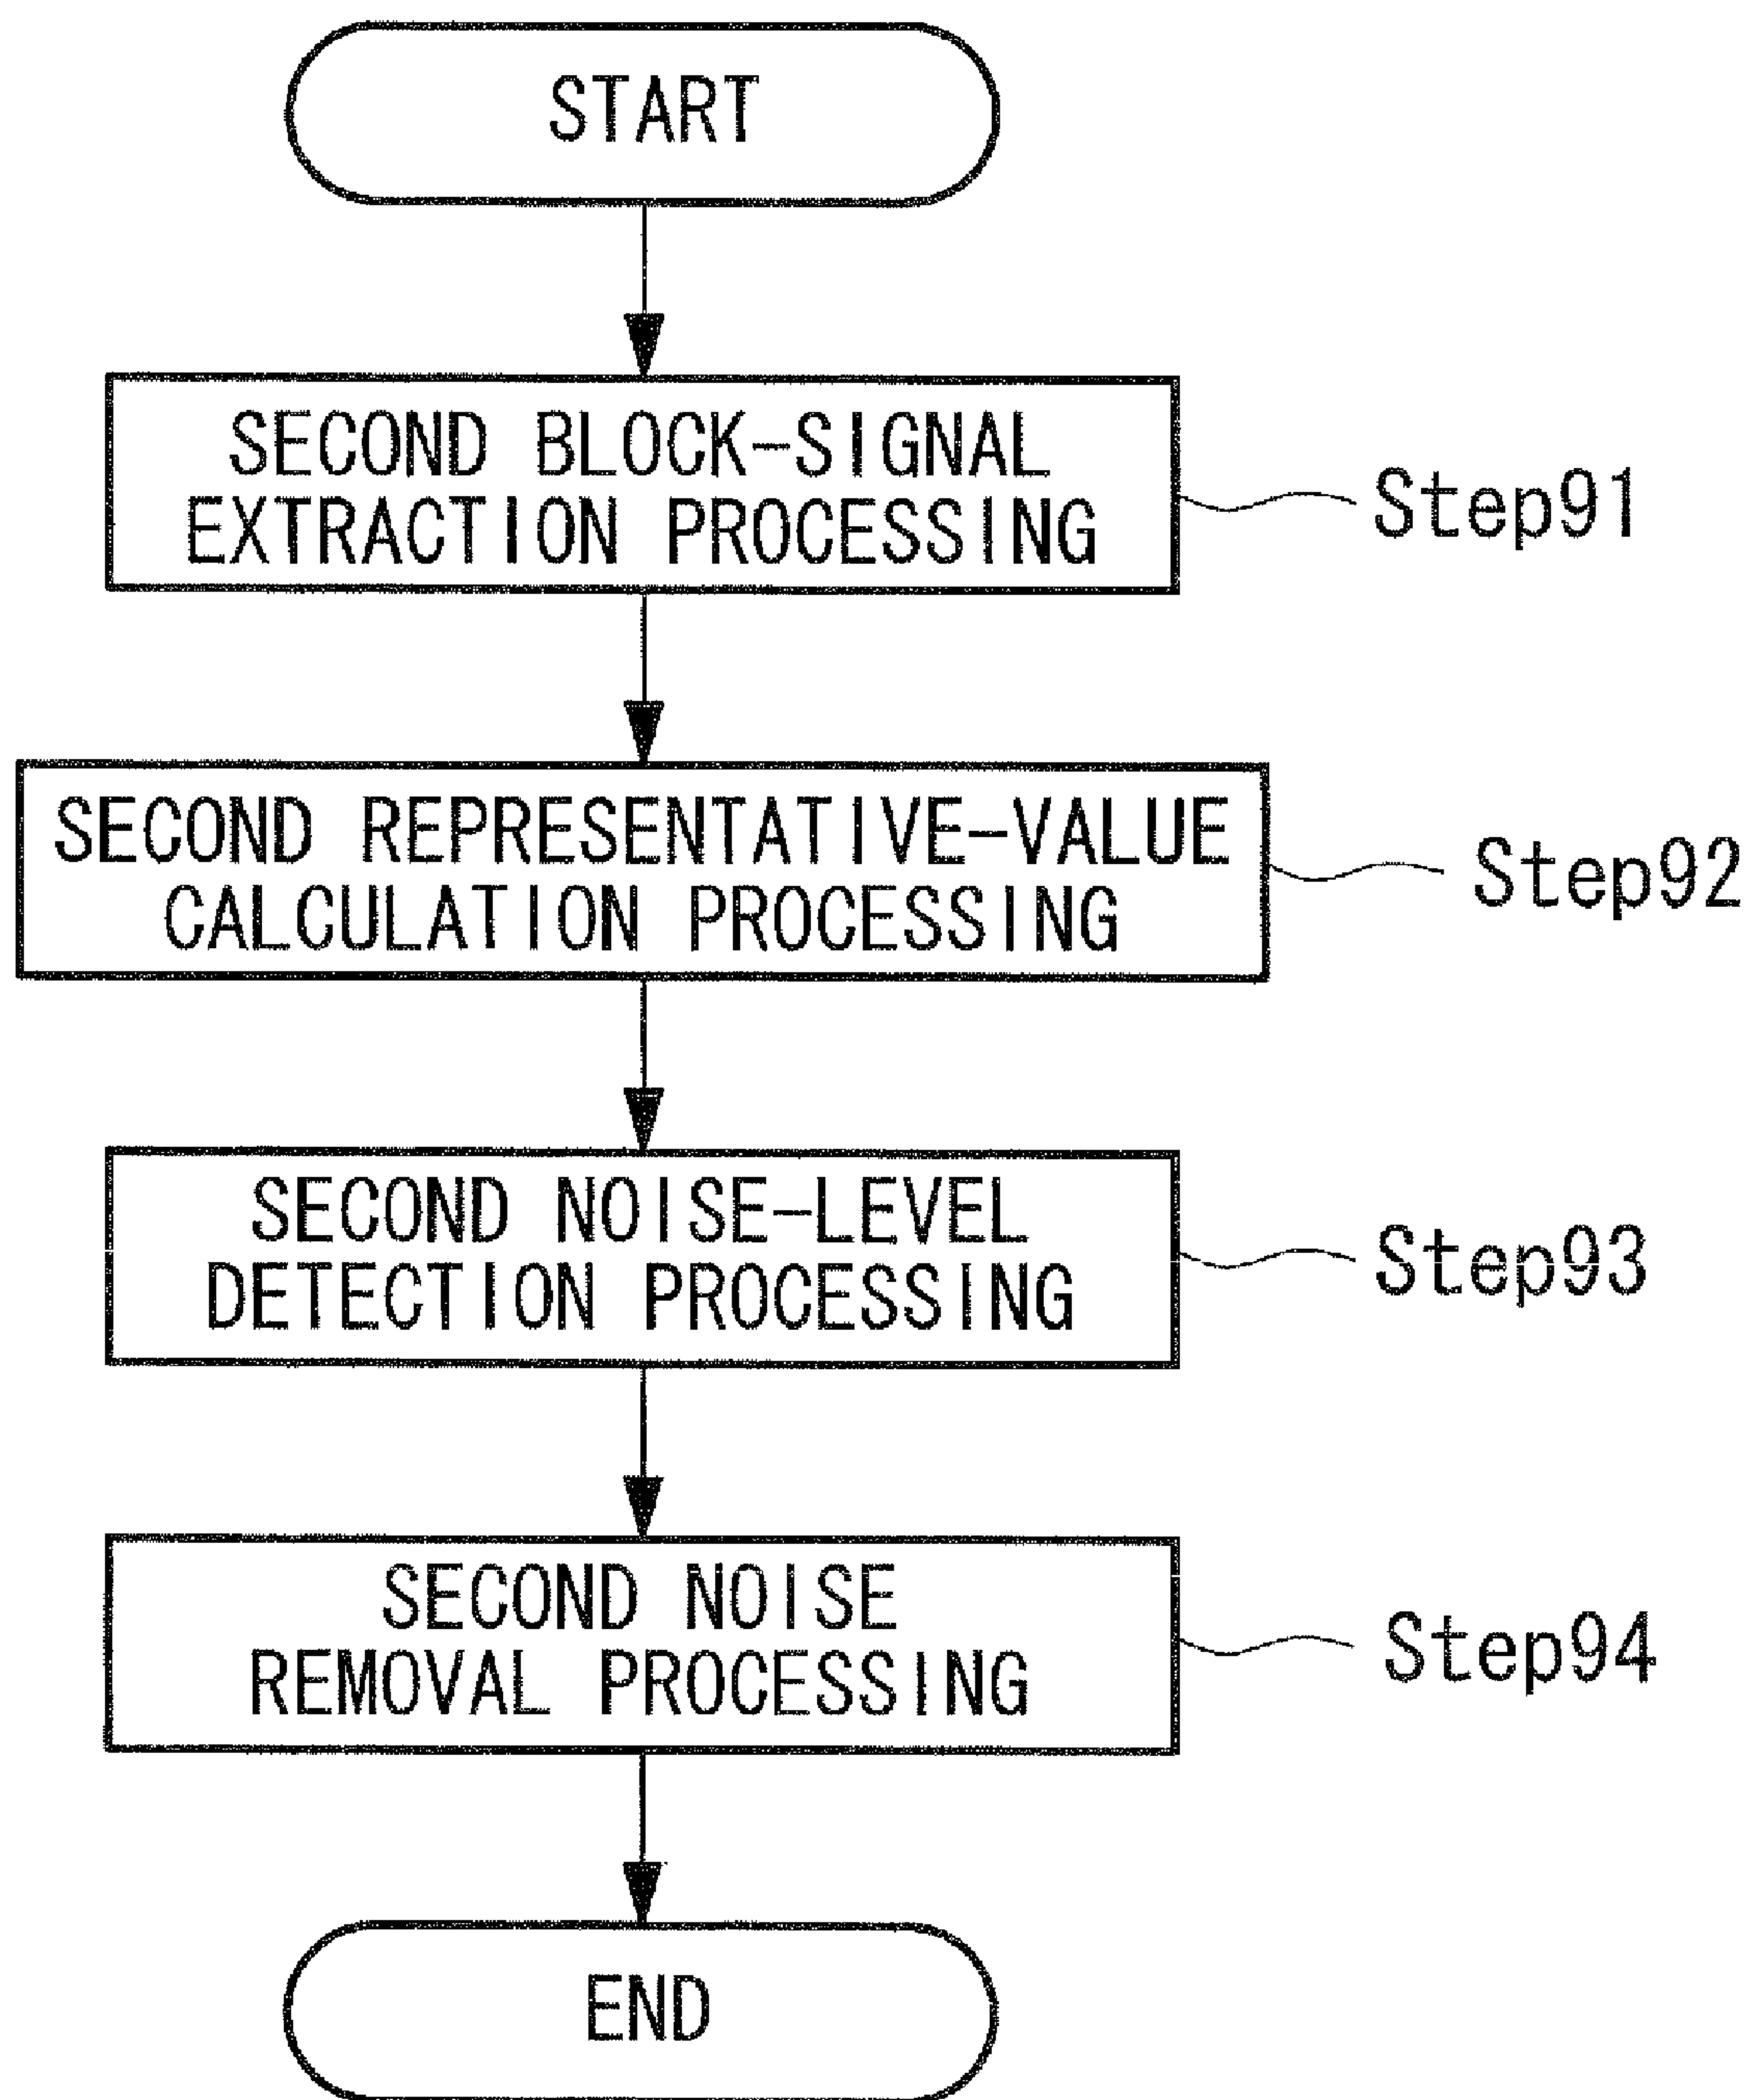 START
SECOND BLOCK-SIGNAL
EXTRACTION PROCESSING
Step91
SECOND REPRESENTATIVE-VALUE
CALCULATION PROCESSING
Step92
SECOND NOISE-LEVEL
DETECTION PROCESSING
Step93
SECOND NOISE
REMOVAL PROCESSING
Step94
END